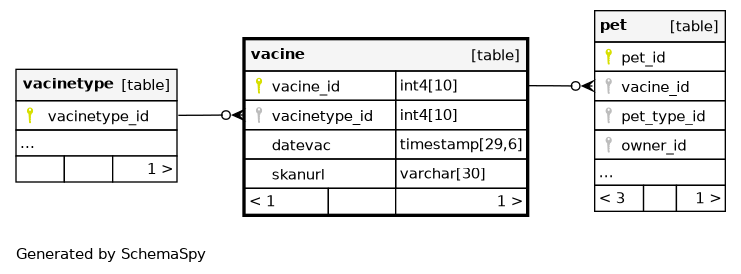 vacinetype [table]
vacinetype_id
...
1 >
vacine [table]
vacine_id int4[10]
vacinetype_id int4[10]
datevac timestamp[29,6]
skanurl varchar[30]
< 1 1 >
pet [table]
pet_id
vacine_id
pet_type_id
owner_id
...
< 3 1 >
Generated by SchemaSpy